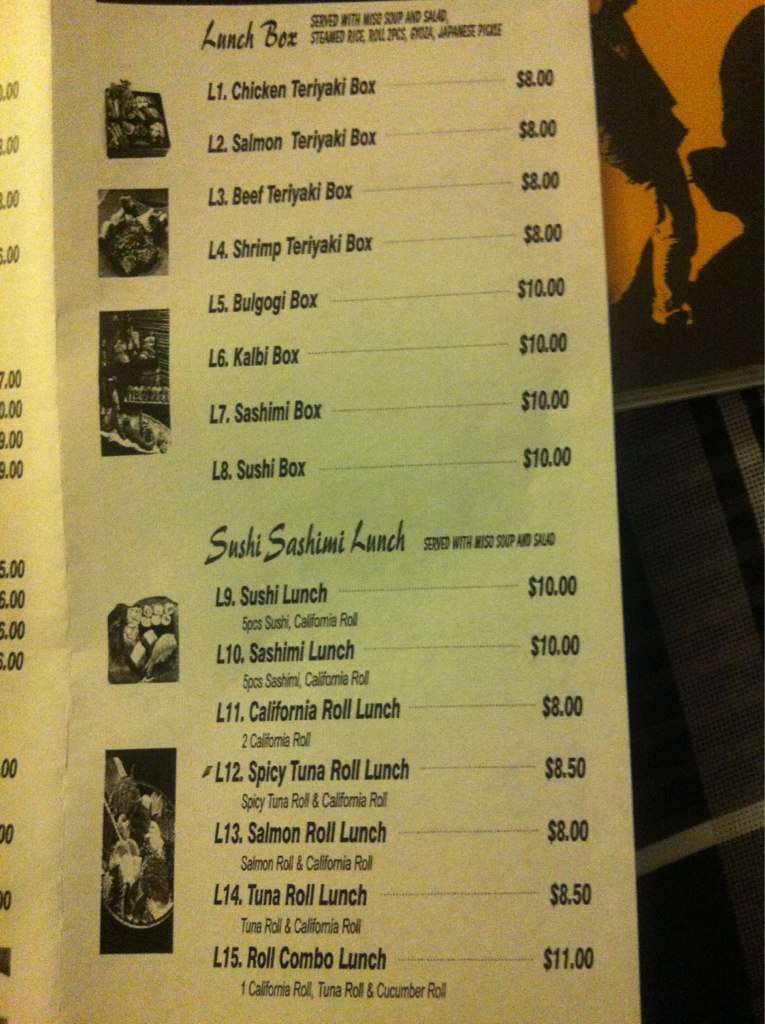 Lunch Box SERVED WITH MISO SOUP AND SALAD,
STEAMED RICE, ROLL 2PCS, GYOZA, JAPANESE PICKLE
L1. Chicken Teriyaki Box $8.00
L2. Salmon Teriyaki Box $8.00
L3. Beef Teriyaki Box $8.00
L4. Shrimp Teriyaki Box $8.00
L5. Bulgogi Box $10.00
L6. Kalbi Box $10.00
L7. Sashimi Box $10.00
L8. Sushi Box $10.00
Sushi Sashimi Lunch SERVED WITH MISO SOUP AND SALAD
L9. Sushi Lunch $10.00
5pcs Sushi, California Roll
L10. Sashimi Lunch $10.00
5pcs Sashimi, California Roll
L11. California Roll Lunch $8.00
2 California Roll
L12. Spicy Tuna Roll Lunch $8.50
Spicy Tuna Roll & California Roll
L13. Salmon Roll Lunch $8.00
Salmon Roll & California Roll
L14. Tuna Roll Lunch $8.50
Tuna Roll & California Roll
L15. Roll Combo Lunch $11.00
1 California Roll, Tuna Roll & Cucumber Roll